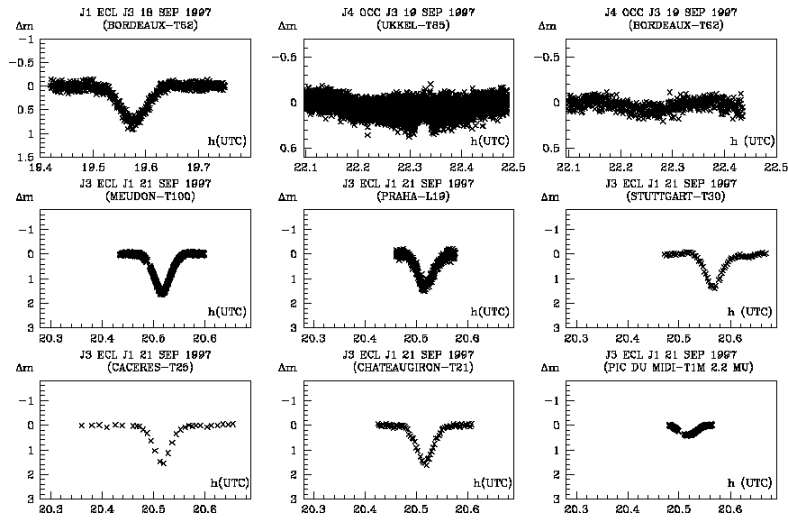 J1 ECL J3 18 SEP 1997
(BORDEAUX-T62)
Δm
-1
-0.5
0
0.5
1
1.5
h(UTC)
19.4 19.5 19.6 19.7 19.8
J4 OCC J3 19 SEP 1997
(UKKEL-T85)
Δm
-0.5
0
0.5
h(UTC)
22.1 22.2 22.3 22.4 22.5
J4 OCC J3 19 SEP 1997
(BORDEAUX-T62)
Δm
-0.5
0
0.5
h(UTC)
22.1 22.2 22.3 22.4 22.5
J3 ECL J1 21 SEP 1997
(MEUDON-T100)
Δm
-1
0
1
2
3
h(UTC)
20.3 20.4 20.5 20.6
J3 ECL J1 21 SEP 1997
(PRAHA-L19)
Δm
-1
0
1
2
3
h(UTC)
20.3 20.4 20.5 20.6
J3 ECL J1 21 SEP 1997
(STUTTGART-T30)
Δm
-1
0
1
2
3
h(UTC)
20.3 20.4 20.5 20.6
J3 ECL J1 21 SEP 1997
(CACERES-T25)
Δm
-1
0
1
2
3
h(UTC)
20.3 20.4 20.5 20.6
J3 ECL J1 21 SEP 1997
(CHATEAUGIRON-T21)
Δm
-1
0
1
2
3
h(UTC)
20.3 20.4 20.5 20.6
J3 ECL J1 21 SEP 1997
(PIC DU MIDI-T1M 2.2 MU)
Δm
-1
0
1
2
3
h(UTC)
20.3 20.4 20.5 20.6